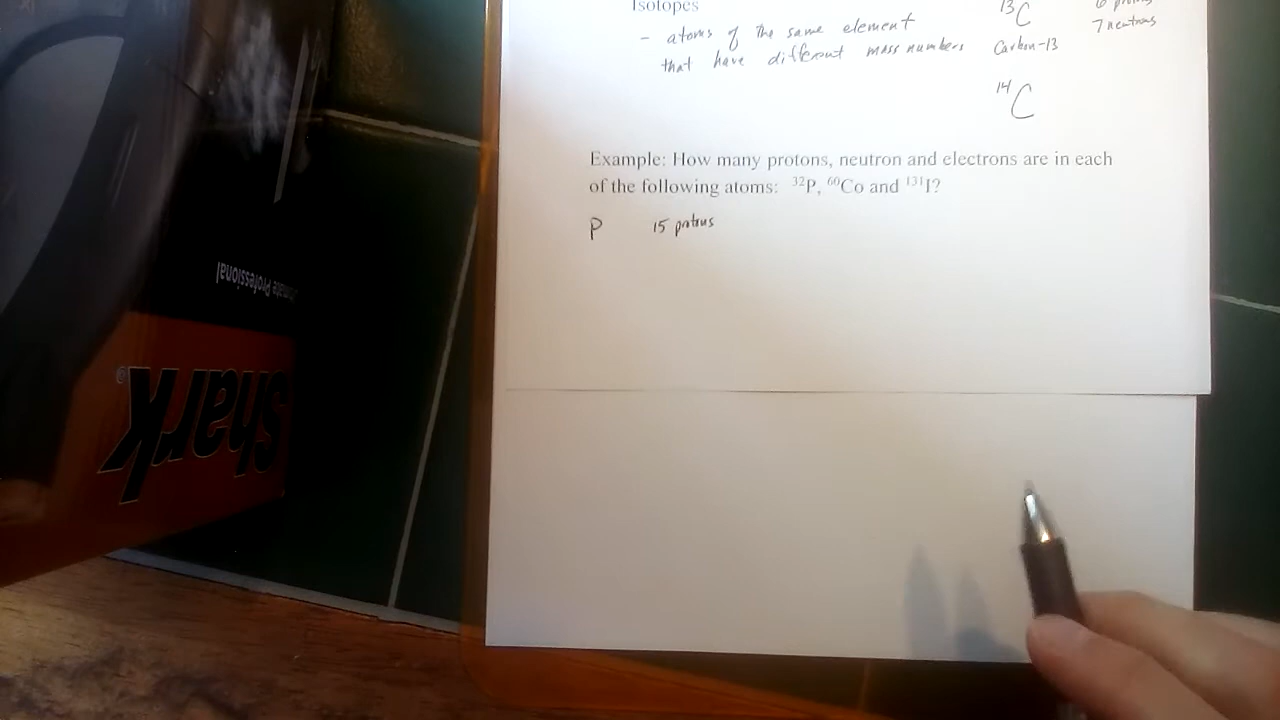 Isotopes
- atoms of the same element
that have different mass numbers
13C
7 neutrons
Carbon-13
14C
Example: How many protons, neutron and electrons are in each
of the following atoms: 32P, 60Co and 131I?
P 15 protons
Professional
Shark®